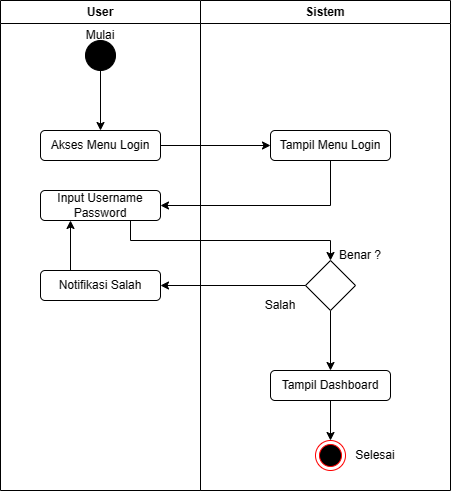 User
Sistem
Mulai
Akses Menu Login
Tampil Menu Login
Input Username
Password
Benar ?
Notifikasi Salah
Salah
Tampil Dashboard
Selesai